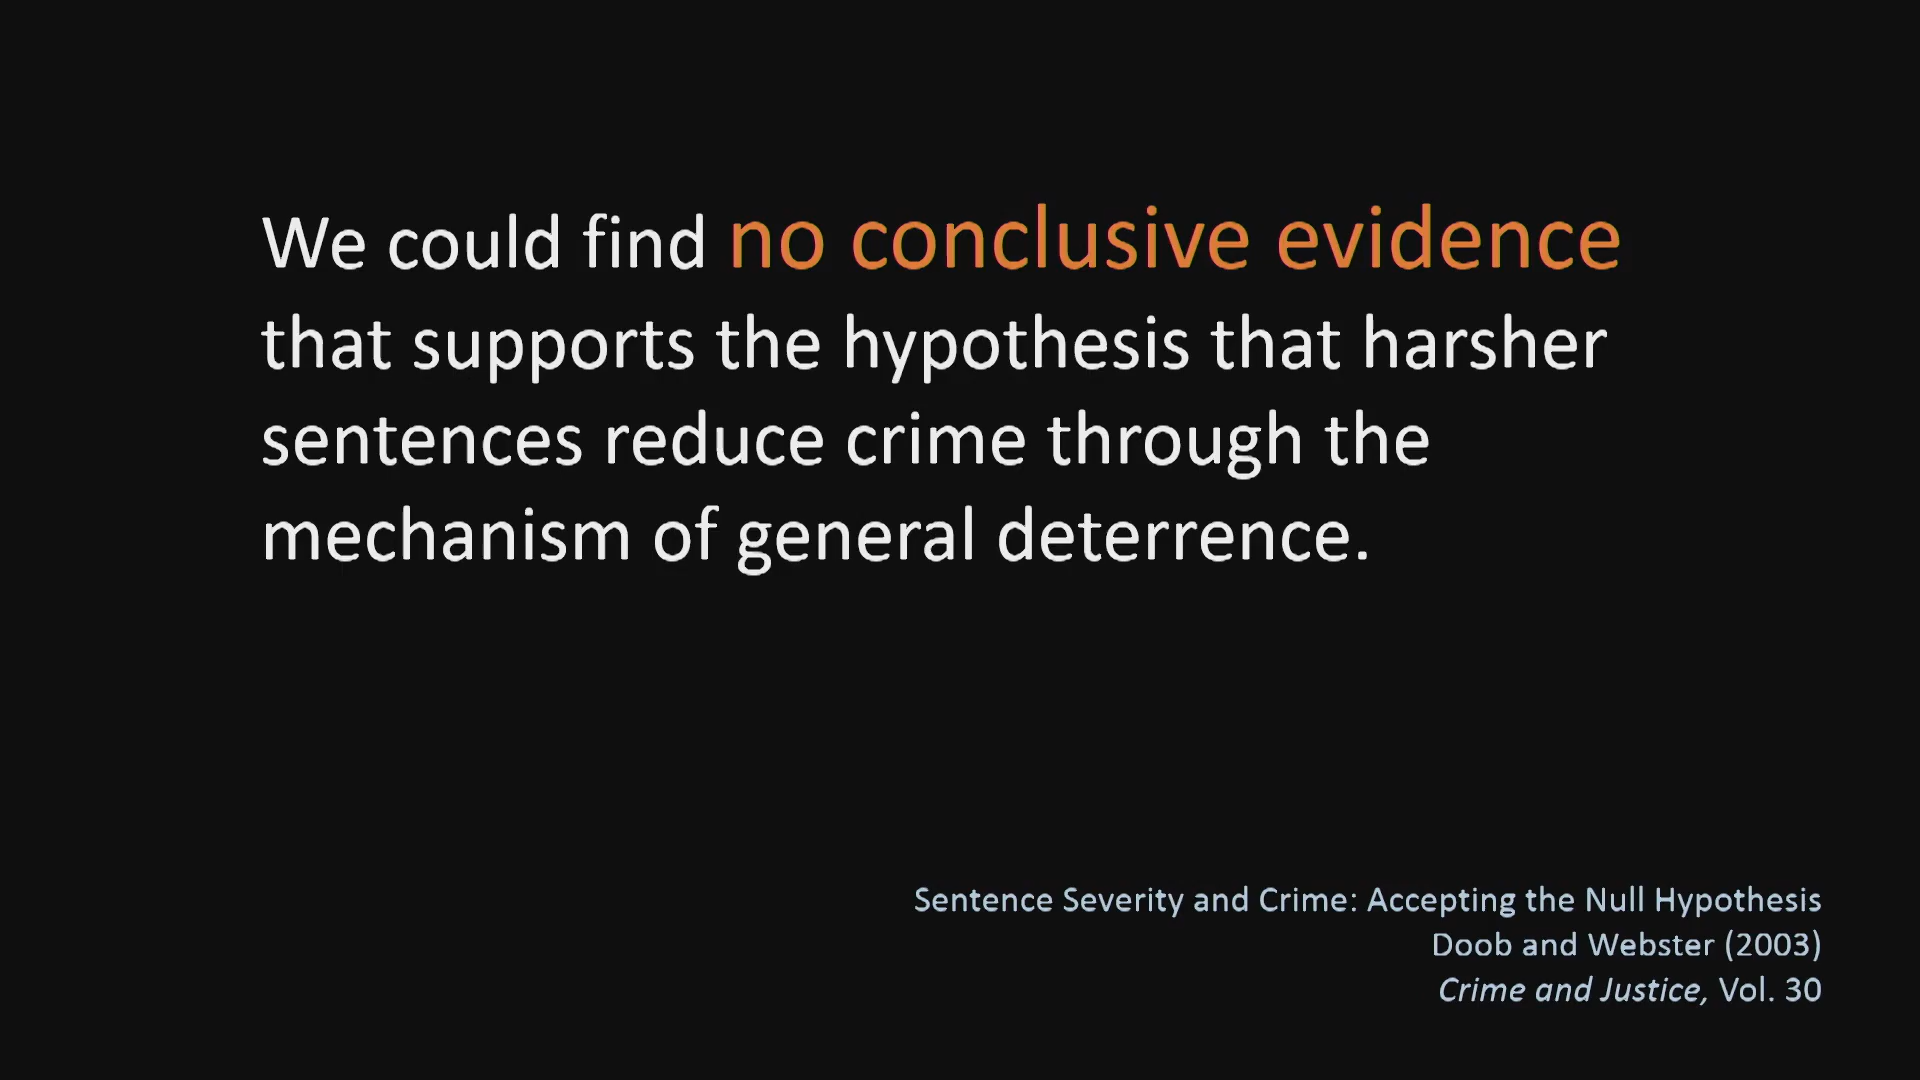 We could find no conclusive evidence
that supports the hypothesis that harsher
sentences reduce crime through the
mechanism of general deterrence.
Sentence Severity and Crime: Accepting the Null Hypothesis
Doob and Webster (2003)
Crime and Justice, Vol. 30